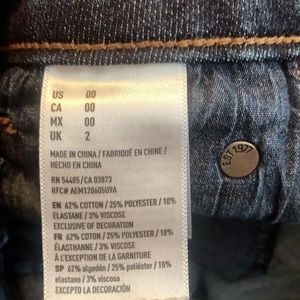 US 00
CA 00
MX 00
UK 2
MADE IN CHINA / FABRIQUÉ EN CHINE /
HECHO EN CHINA
RN 54485/CA 03873
RFC# AEM120605U9A
EN 62% COTTON / 25% POLYESTER / 10%
ELASTANE / 3% VISCOSE
EXCLUSIVE OF DECORATION
FR 62% COTON / 25% POLYESTER / 10%
ÉLASTHANNE / 3% VISCOSE
À L'EXCEPTION DE LA GARNITURE
SP 62% algodón / 25% poliéster / 10%
elastano / 3% viscosa
EXCEPTO LA DECORACIÓN
EST 1977